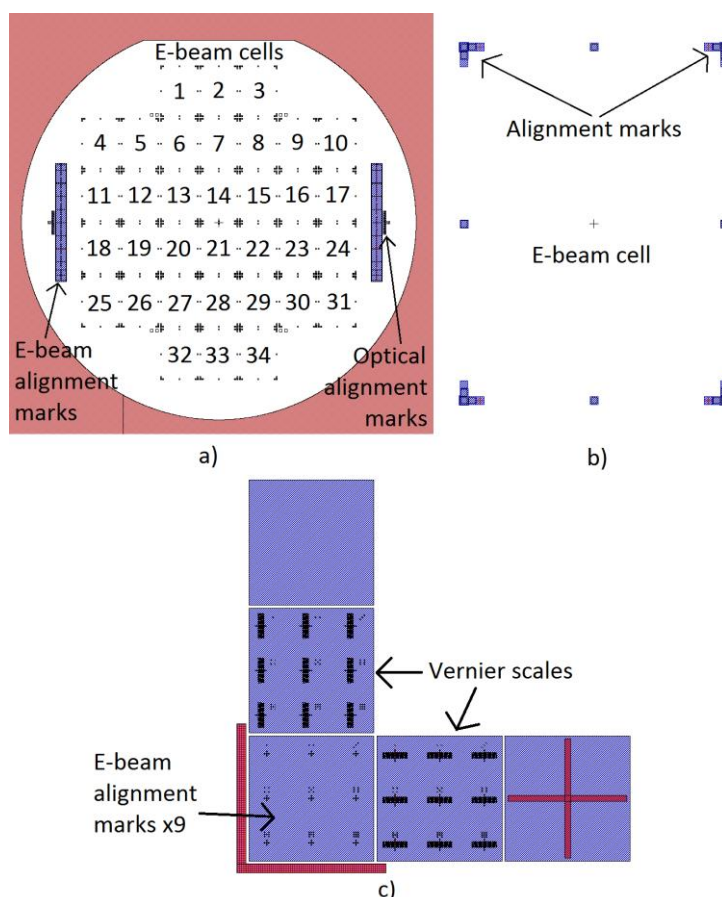 E-beam cells
1 2 3
4 5 6 7 8 9 10
11 12 13 14 15 16 17
18 19 20 21 22 23 24
25 26 27 28 29 30 31
32 33 34
E-beam
alignment
marks
Optical
alignment
marks
a)
Alignment marks
E-beam cell
b)
Vernier scales
E-beam
alignment
marks x9
c)